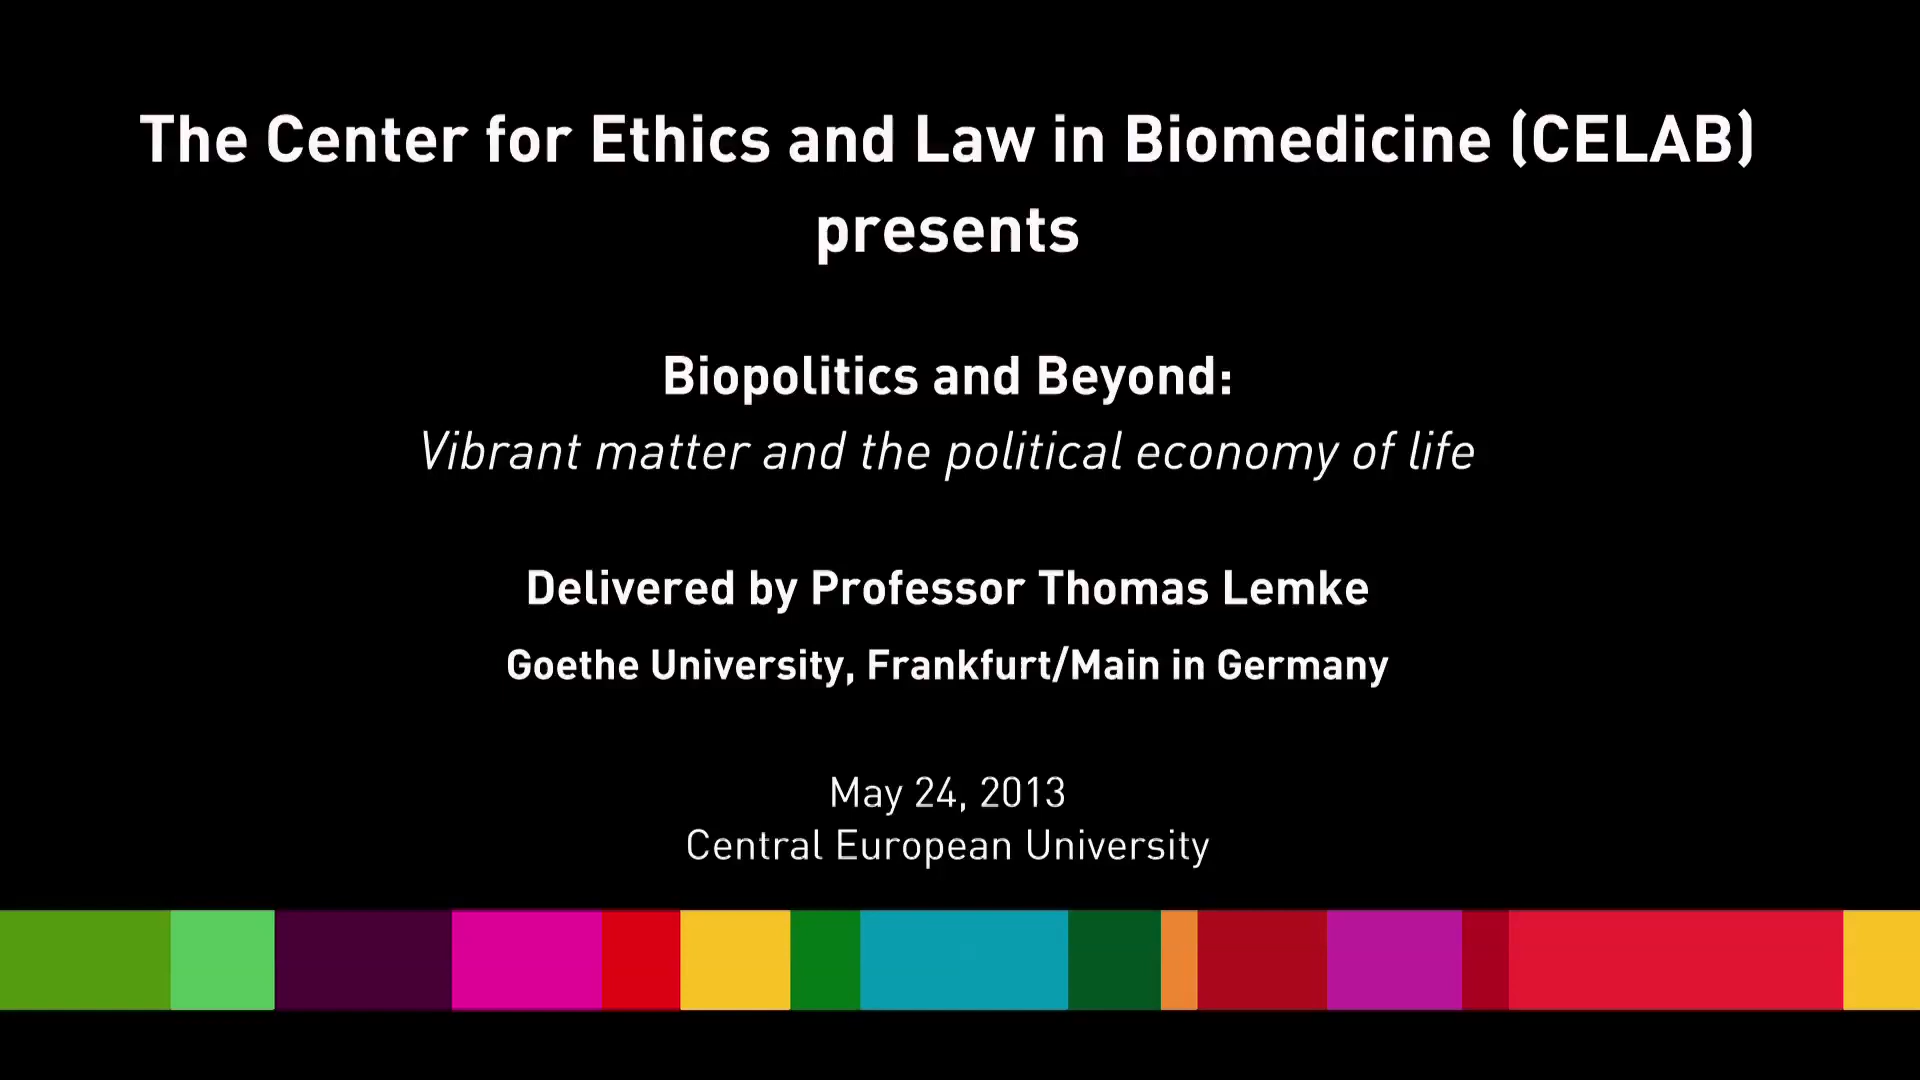 The Center for Ethics and Law in Biomedicine (CELAB)
presents
Biopolitics and Beyond:
Vibrant matter and the political economy of life
Delivered by Professor Thomas Lemke
Goethe University, Frankfurt/Main in Germany
May 24, 2013
Central European University